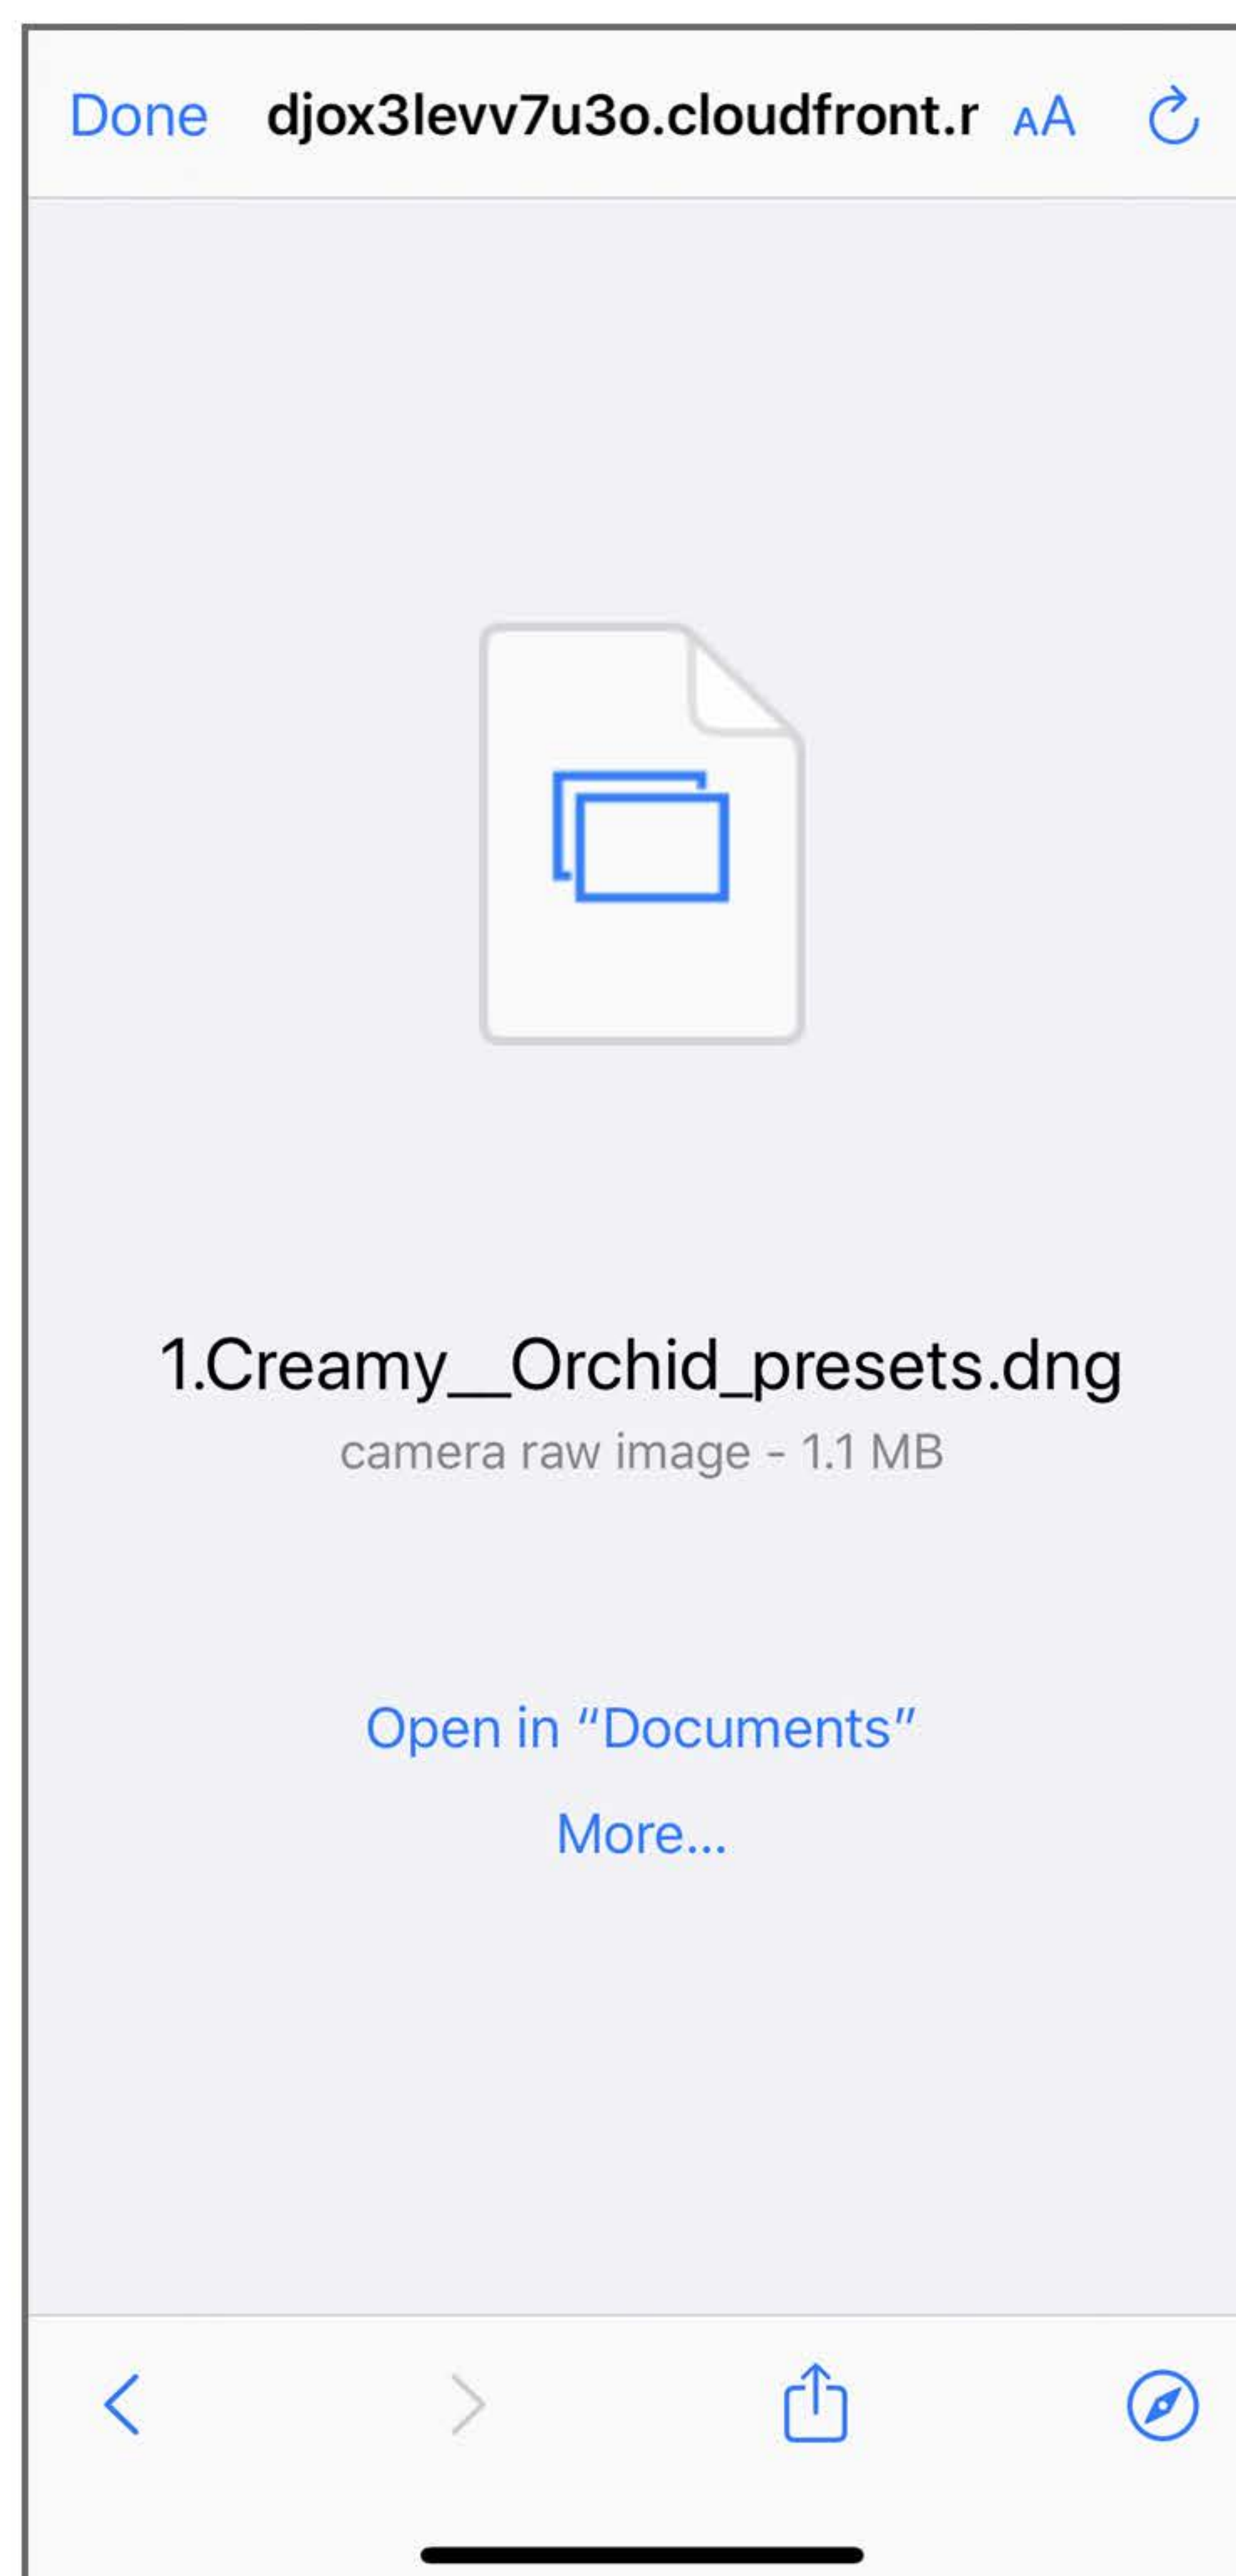 Done djox3levv7u3o.cloudfront.r AA
1.Creamy__Orchid_presets.dng
camera raw image - 1.1 MB
Open in “Documents”
More...